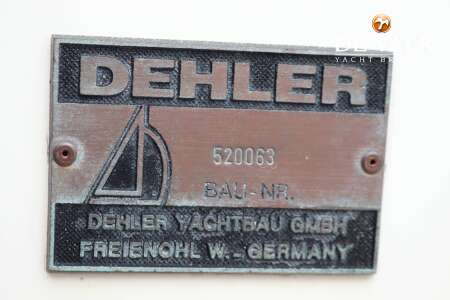 DEHLER
520063
BAU-NR.
DEHLER YACHTBAU GMBH
FREIENOHL W.-GERMANY